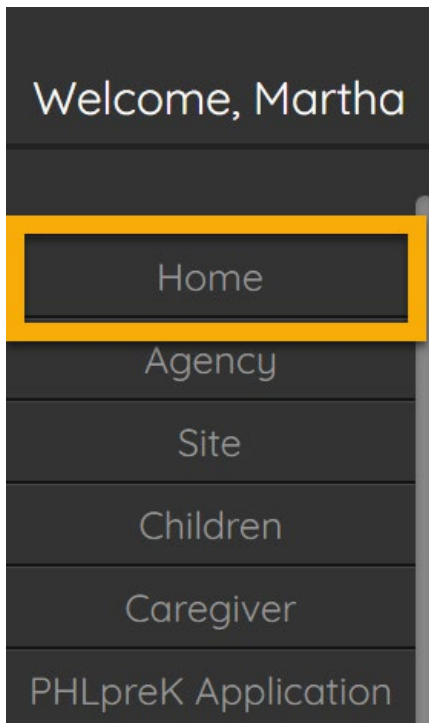 Welcome, Martha
Home
Agency
Site
Children
Caregiver
PHLpreK Application